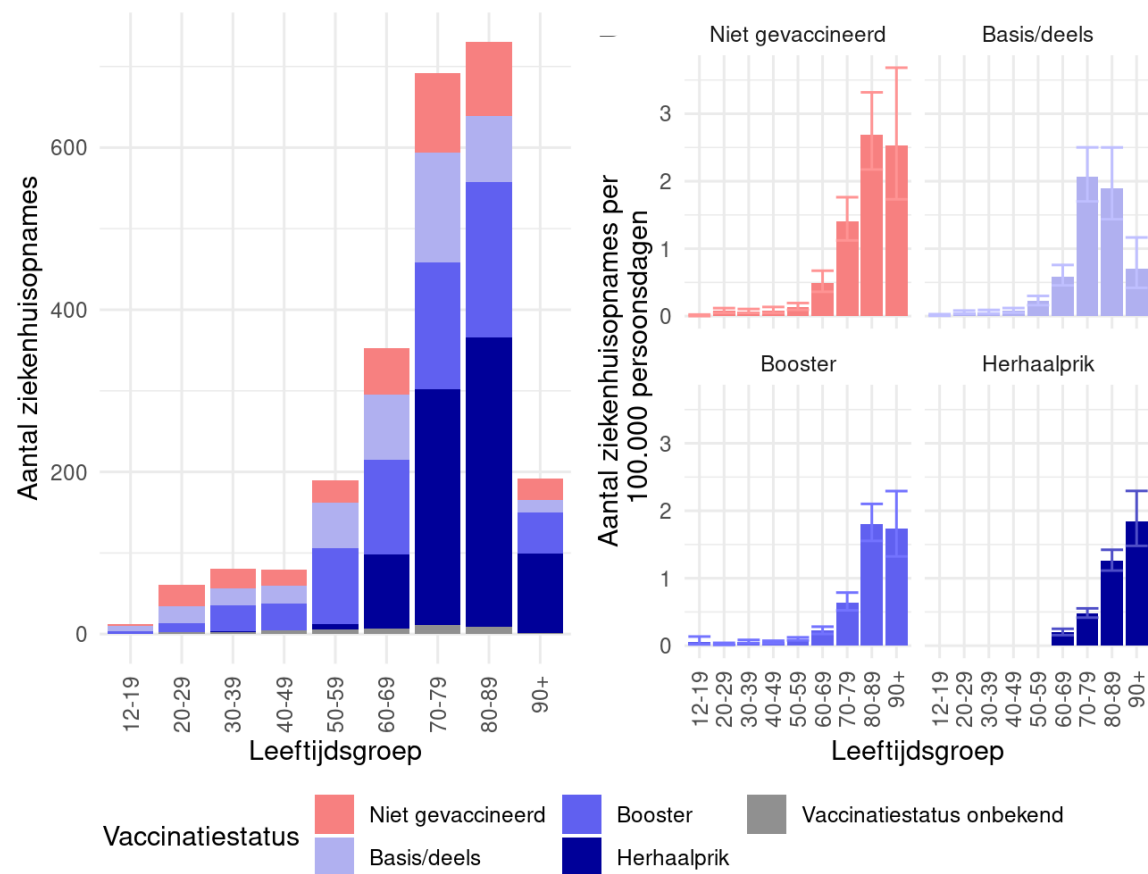 Aantal ziekenhuisopnames
600
400
200
0
12-19
20-29
30-39
40-49
50-59
60-69
70-79
80-89
90+
Leeftijdsgroep
Aantal ziekenhuisopnames per
100.000 persoonsdagen
Niet gevaccineerd
Basis/deels
3
2
1
0
Booster
Herhaalprik
3
2
1
0
12-19
20-29
30-39
40-49
50-59
60-69
70-79
80-89
90+
12-19
20-29
30-39
40-49
50-59
60-69
70-79
80-89
90+
Leeftijdsgroep
Vaccinatiestatus
Niet gevaccineerd
Booster
Vaccinatiestatus onbekend
Basis/deels
Herhaalprik